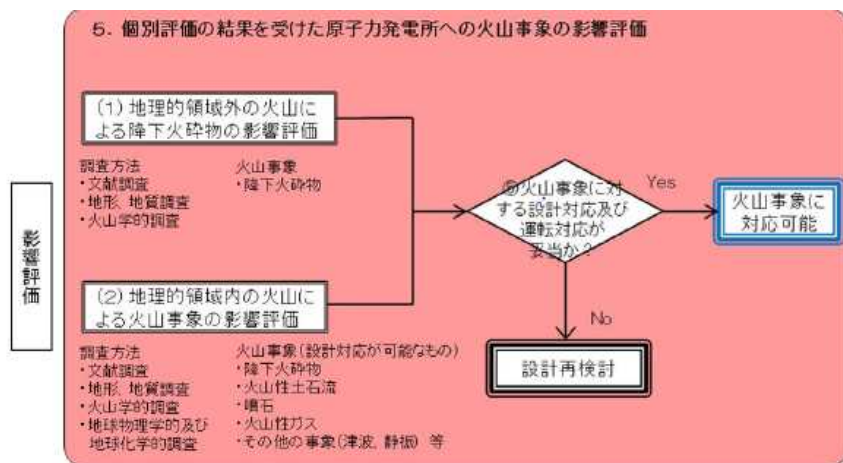 5. 個別評価の結果を受けた原子力発電所への火山事象の影響評価
影響評価
(1) 地理的領域外の火山に
よる降下火砕物の影響評価
調査方法
・文献調査
・地形, 地質調査
・火山学的調査
火山事象
・降下火砕物
(2) 地理的領域内の火山に
よる火山事象の影響評価
調査方法
・文献調査
・地形, 地質調査
・火山学的調査
・地球物理学的及び
地球化学的調査
火山事象(設計対応が可能なもの)
・降下火砕物
・火山性土石流
・噴石
・火山性ガス
・その他の事象(津波, 静振) 等
火山事象に対
する設計対応及び
運転対応が
妥当か?
Yes
火山事象に
対応可能
No
設計再検討